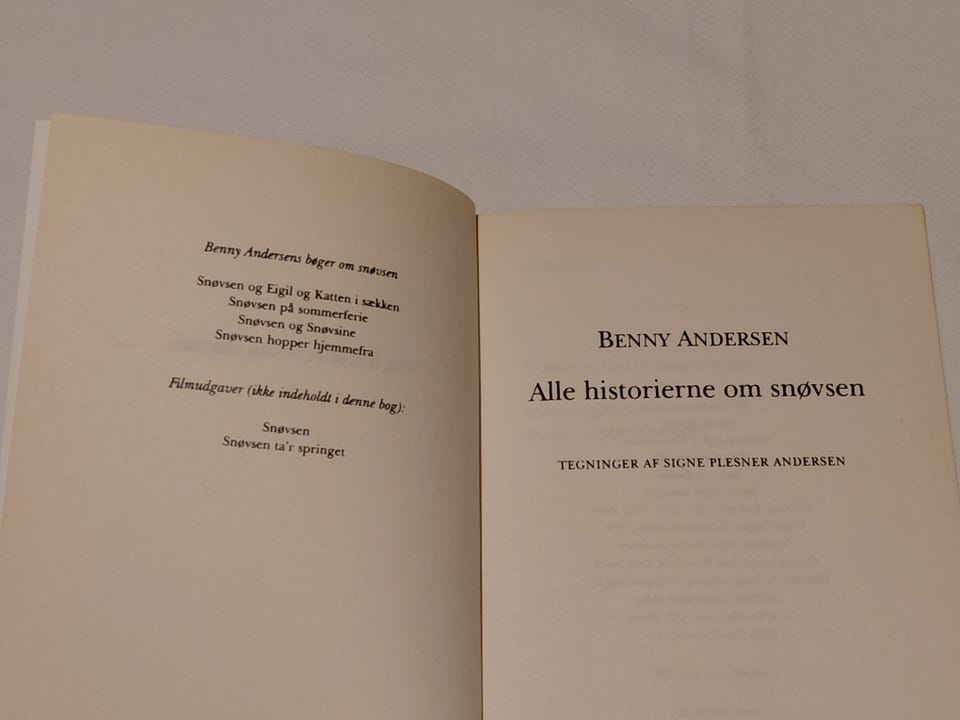 Benny Andersens bøger om snøvsen
Snøvsen og Eigil og Katten i sækken
Snøvsen på sommerferie
Snøvsen og Snøvsine
Snøvsen hopper hjemmefra
Filmudgaver (ikke indeholdt i denne bog):
Snøvsen
Snøvsen ta'r springet
BENNY ANDERSEN
Alle historierne om snøvsen
TEGNINGER AF SIGNE PLESNER ANDERSEN